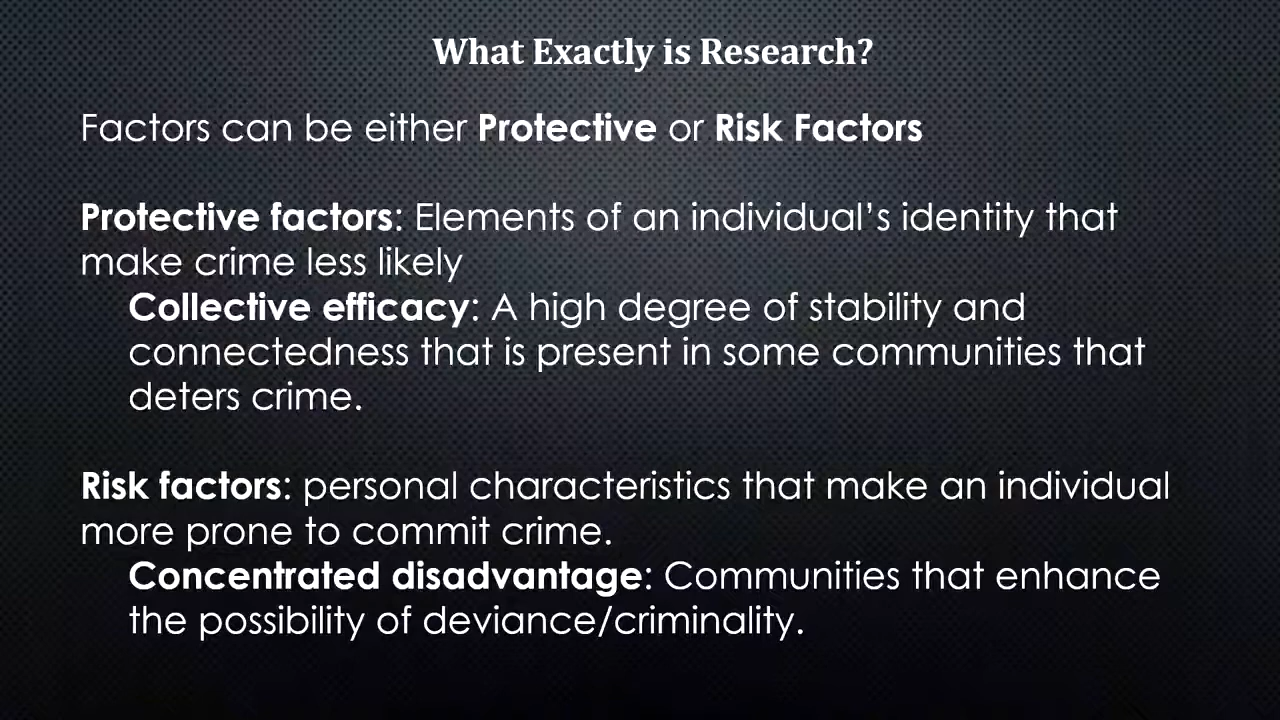 What Exactly is Research?
Factors can be either Protective or Risk Factors
Protective factors: Elements of an individual’s identity that
make crime less likely
Collective efficacy: A high degree of stability and
connectedness that is present in some communities that
deters crime.
Risk factors: personal characteristics that make an individual
more prone to commit crime.
Concentrated disadvantage: Communities that enhance
the possibility of deviance/criminality.